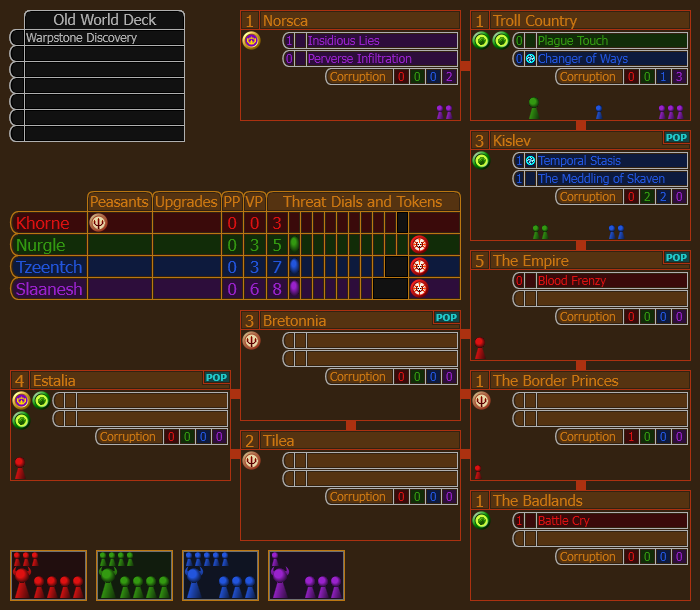 Old World Deck
Warpstone Discovery
1 Norsca
1 Insidious Lies
0 Perverse Infiltration
Corruption 0 0 0 2
1 Troll Country
0 Plague Touch
0 Changer of Ways
Corruption 0 0 1 3
3 Kislev POP
1 Temporal Stasis
1 The Meddling of Skaven
Corruption 0 2 2 0
Peasants Upgrades PP VP Threat Dials and Tokens
Khorne 0 0 3
Nurgle 0 3 5
Tzeentch 0 3 7
Slaanesh 0 6 8
5 The Empire POP
0 Blood Frenzy
Corruption 0 0 0 0
3 Bretonnia POP
Corruption 0 0 0 0
4 Estalia POP
Corruption 0 0 0 0
1 The Border Princes
Corruption 1 0 0 0
2 Tilea
Corruption 0 0 0 0
1 The Badlands
1 Battle Cry
Corruption 0 0 0 0